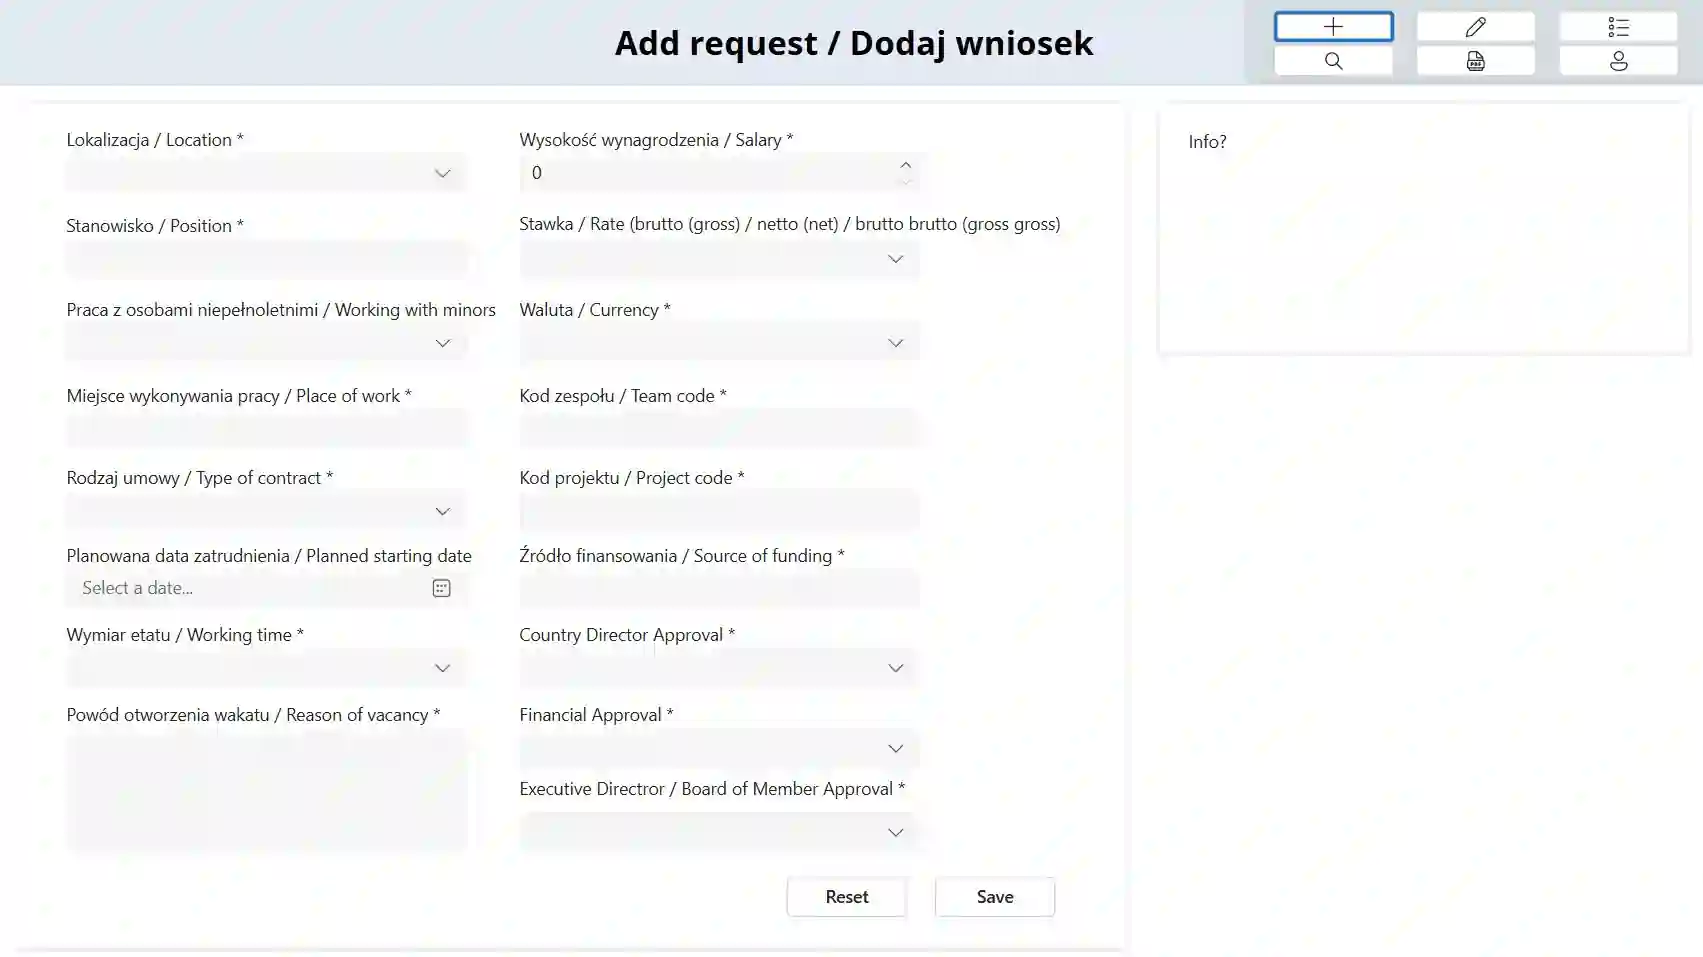 Add request / Dodaj wniosek
PDF
Lokalizacja / Location *
Stanowisko / Position *
Praca z osobami niepełnoletnimi / Working with minors
Miejsce wykonywania pracy / Place of work *
Rodzaj umowy / Type of contract *
Planowana data zatrudnienia / Planned starting date
Select a date...
Wymiar etatu / Working time *
Powód otworzenia wakatu / Reason of vacancy *
Wysokość wynagrodzenia / Salary *
0
Stawka / Rate (brutto (gross) / netto (net) / brutto brutto (gross gross)
Waluta / Currency *
Kod zespołu / Team code *
Kod projektu / Project code *
Źródło finansowania / Source of funding *
Country Director Approval *
Financial Approval *
Executive Directror / Board of Member Approval *
Reset
Save
Info?